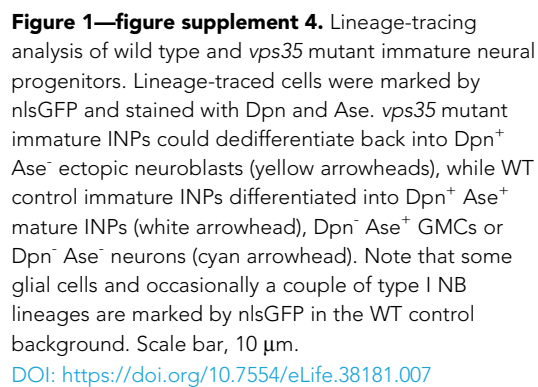 Figure 1—figure supplement 4. Lineage-tracing
analysis of wild type and vps35 mutant immature neural
progenitors. Lineage-traced cells were marked by
nlsGFP and stained with Dpn and Ase. vps35 mutant
immature INPs could dedifferentiate back into Dpn⁺
Ase⁻ ectopic neuroblasts (yellow arrowheads), while WT
control immature INPs differentiated into Dpn⁺ Ase⁺
mature INPs (white arrowhead), Dpn⁻ Ase⁺ GMCs or
Dpn⁻ Ase⁻ neurons (cyan arrowhead). Note that some
glial cells and occasionally a couple of type I NB
lineages are marked by nlsGFP in the WT control
background. Scale bar, 10 μm.
DOI: https://doi.org/10.7554/eLife.38181.007